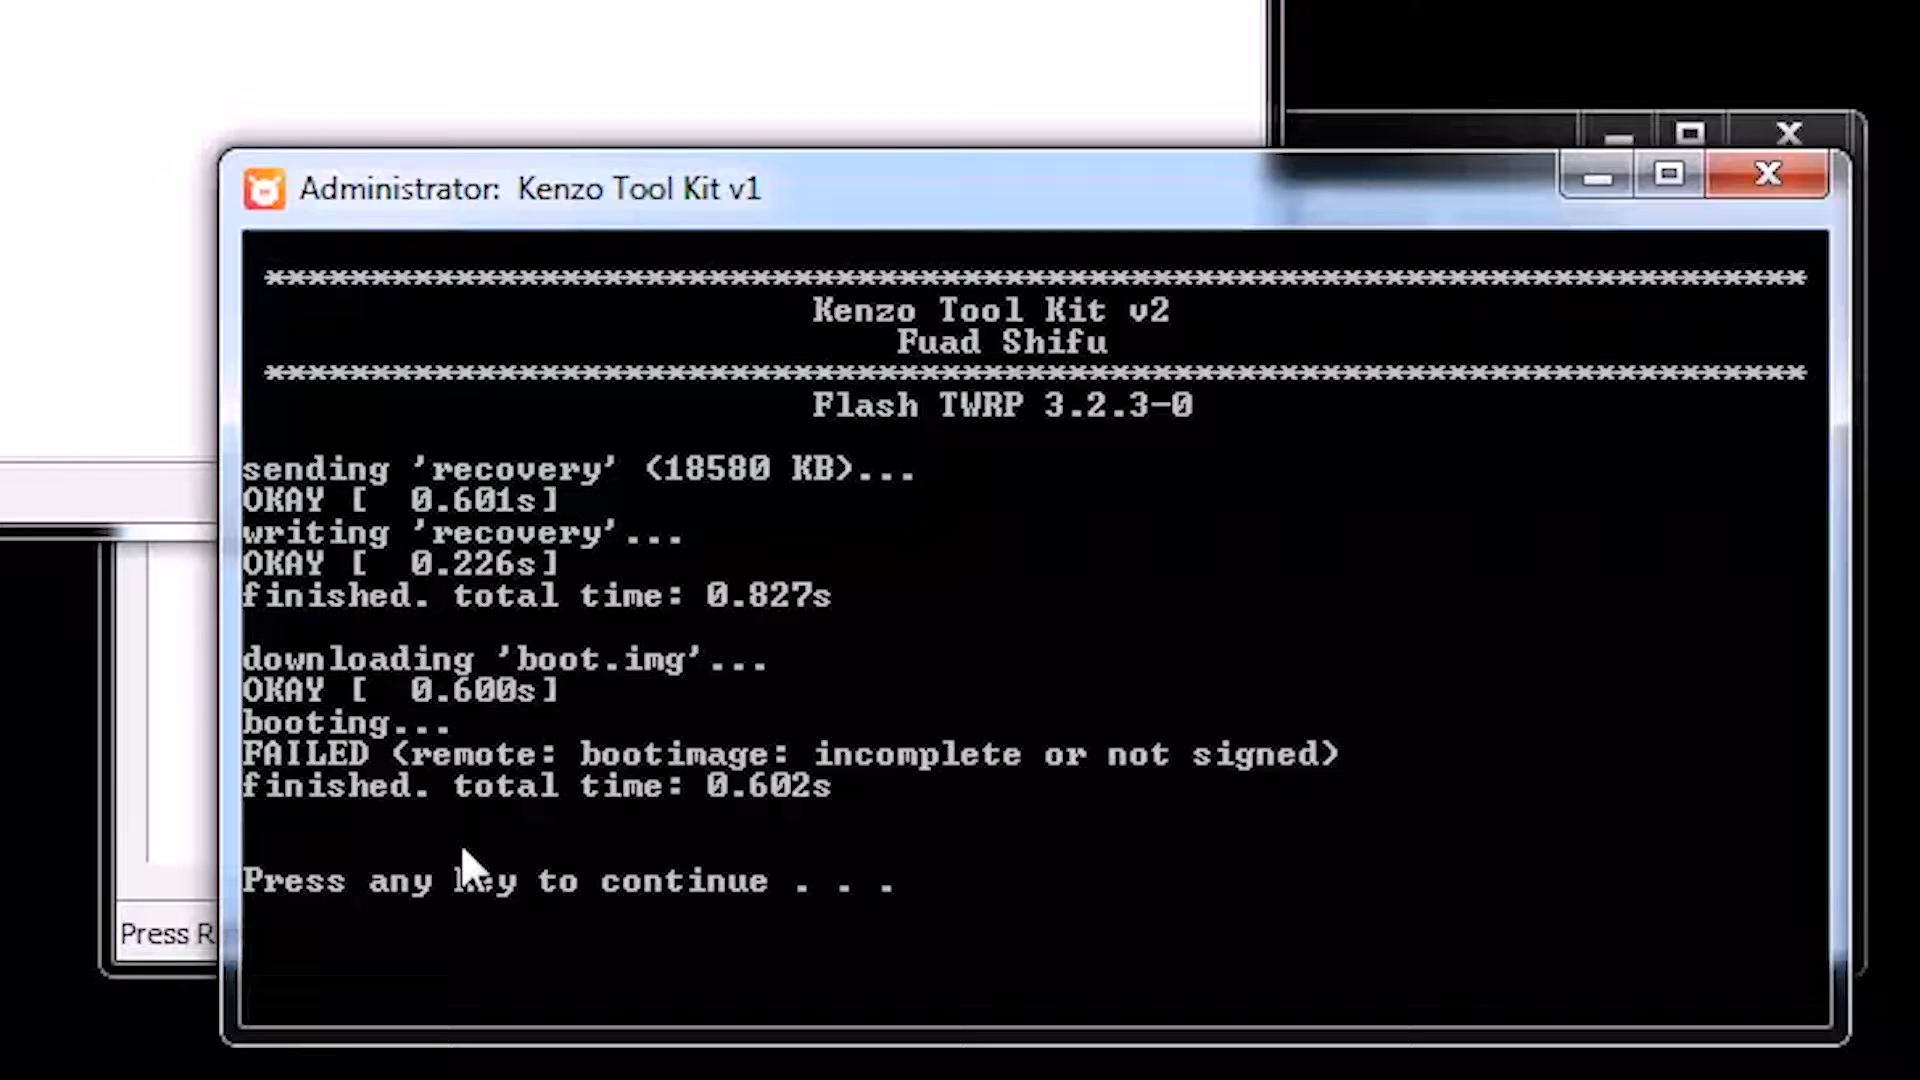 Administrator:  Kenzo Tool Kit v1
*************************************************************************
Kenzo Tool Kit v2
Fuad Shifu
*************************************************************************
Flash TWRP 3.2.3-0
sending 'recovery' (18580 KB)...
OKAY [  0.601s]
writing 'recovery'...
OKAY [  0.226s]
finished. total time: 0.827s
downloading 'boot.img'...
OKAY [  0.600s]
booting...
FAILED (remote: bootimage: incomplete or not signed)
finished. total time: 0.602s
Press any key to continue . . .
Press R